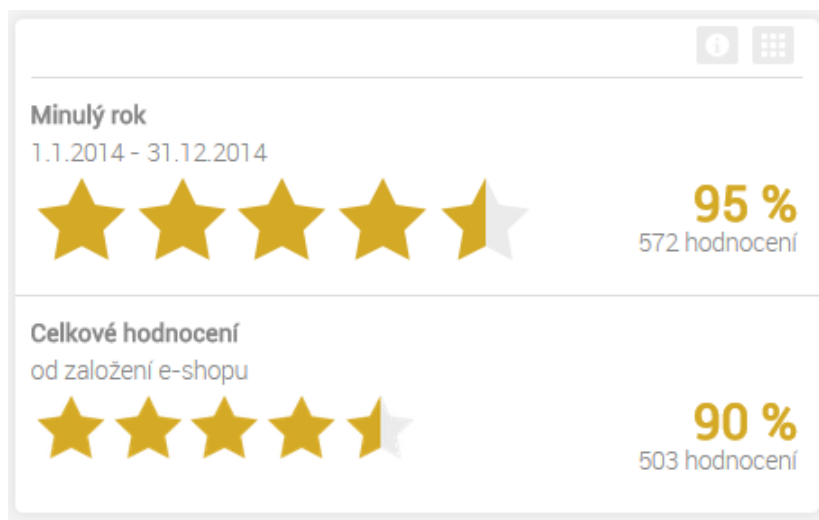 Minulý rok
1.1.2014 - 31.12.2014
95 %
572 hodnocení
Celkové hodnocení
od založení e-shopu
90 %
503 hodnocení